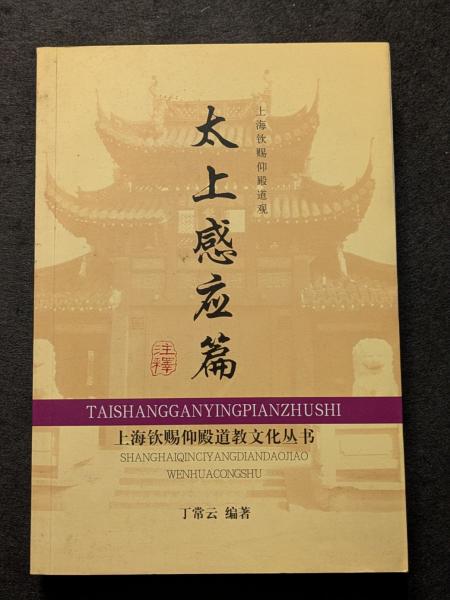 上海钦赐仰殿道观
太上感应篇
注釋
TAISHANGGANYINGPIANZHUSHI
上海钦赐仰殿道教文化丛书
SHANGHAIQINCIYANGDIANDAOJIAO
WENHUACONGSHU
丁常云 编著